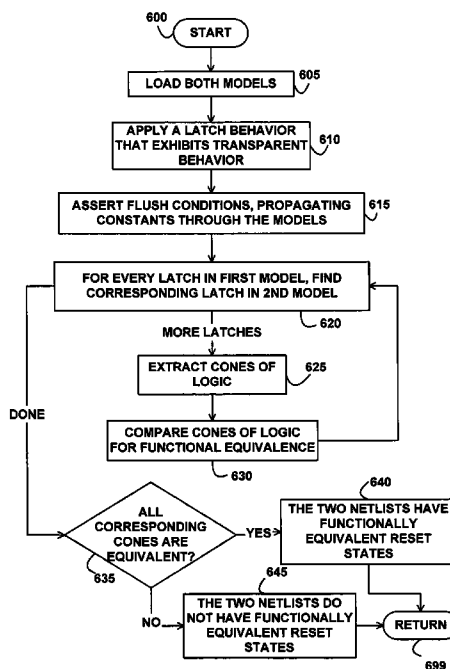 600
START
605
LOAD BOTH MODELS
APPLY A LATCH BEHAVIOR
THAT EXHIBITS TRANSPARENT
BEHAVIOR
610
ASSERT FLUSH CONDITIONS, PROPAGATING
CONSTANTS THROUGH THE MODELS
615
FOR EVERY LATCH IN FIRST MODEL, FIND
CORRESPONDING LATCH IN 2ND MODEL
620
MORE LATCHES
EXTRACT CONES OF
LOGIC
625
DONE
COMPARE CONES OF LOGIC
FOR FUNCTIONAL EQUIVALENCE
630
ALL
CORRESPONDING
CONES ARE
EQUIVALENT?
635
YES
640
THE TWO NETLISTS HAVE
FUNCTIONALLY
EQUIVALENT RESET
STATES
645
NO
THE TWO NETLISTS DO
NOT HAVE FUNCTIONALLY
EQUIVALENT RESET
STATES
RETURN
699